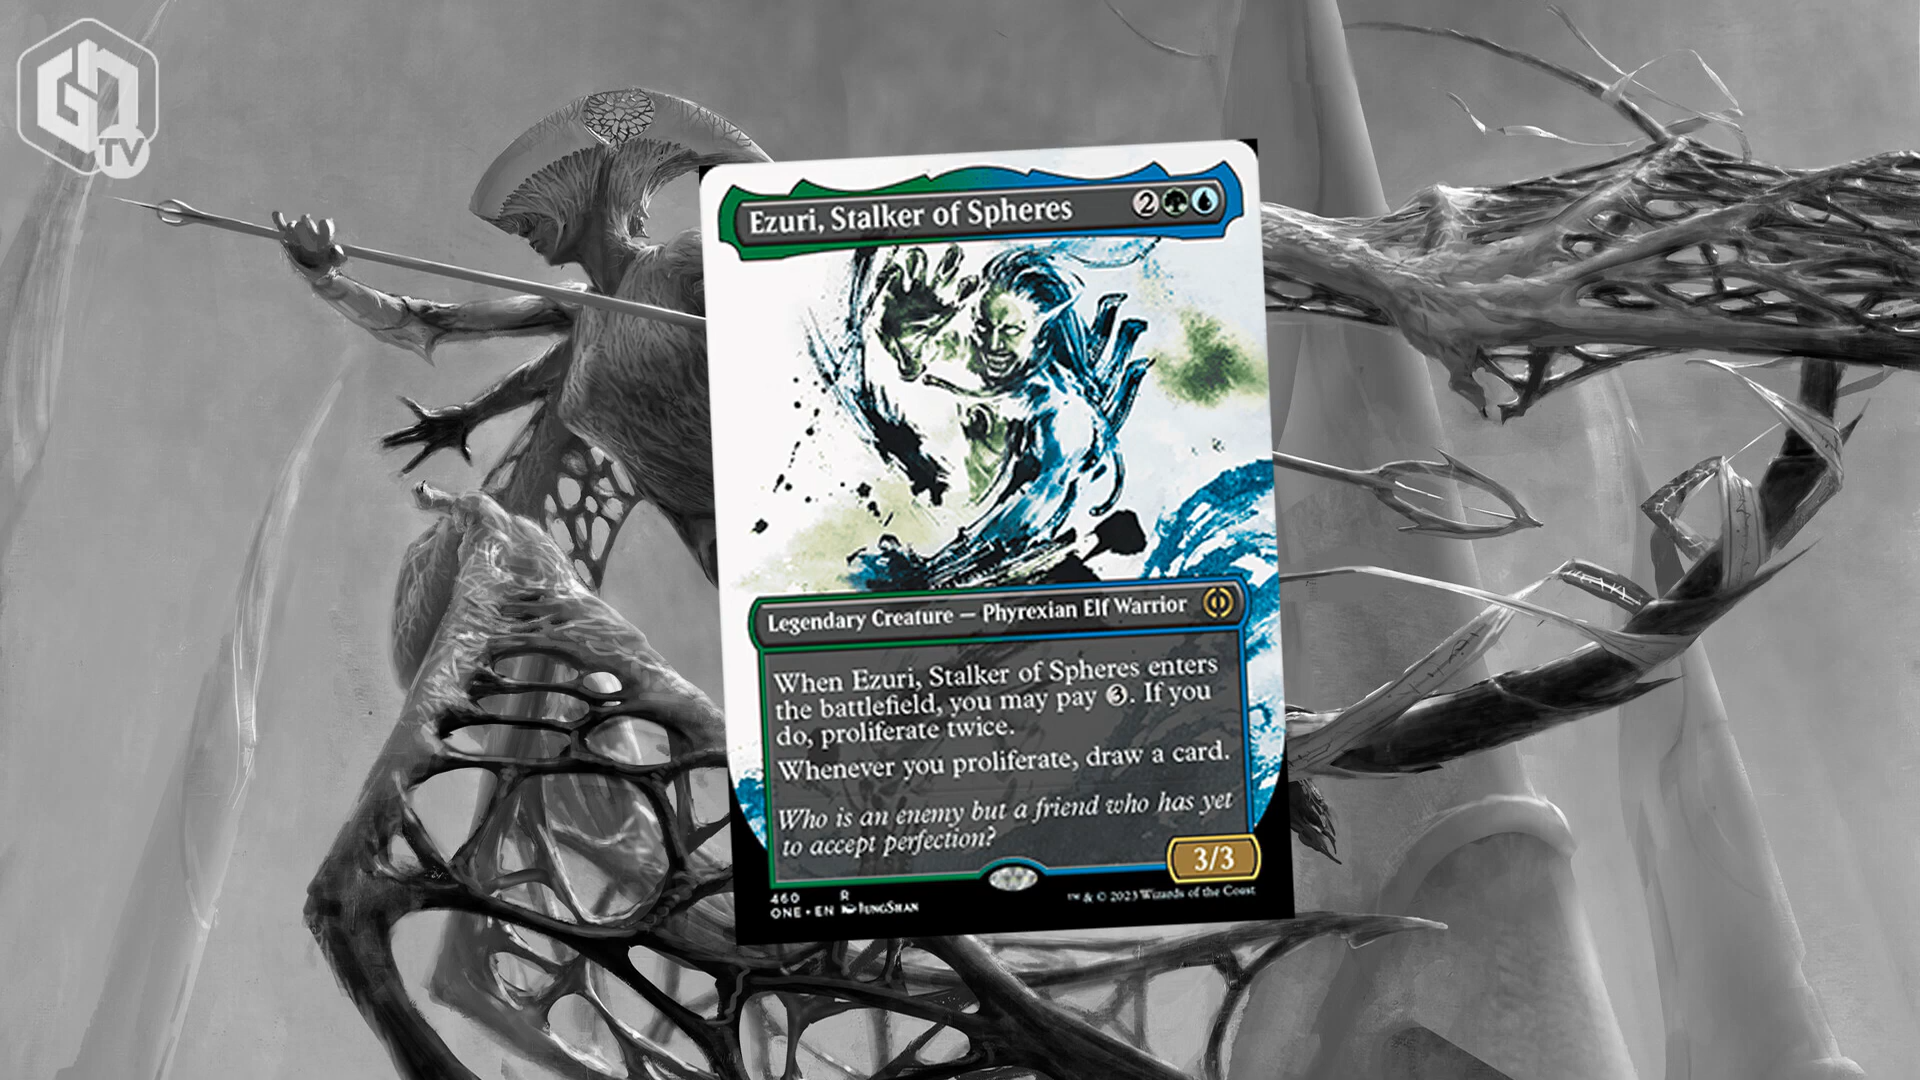 GN
TV
Ezuri, Stalker of Spheres 2
Legendary Creature — Phyrexian Elf Warrior
When Ezuri, Stalker of Spheres enters
the battlefield, you may pay 3. If you
do, proliferate twice.
Whenever you proliferate, draw a card.
Who is an enemy but a friend who has yet
to accept perfection?
3/3
460 R
ONE • EN JungShan
™ & © 2023 Wizards of the Coast